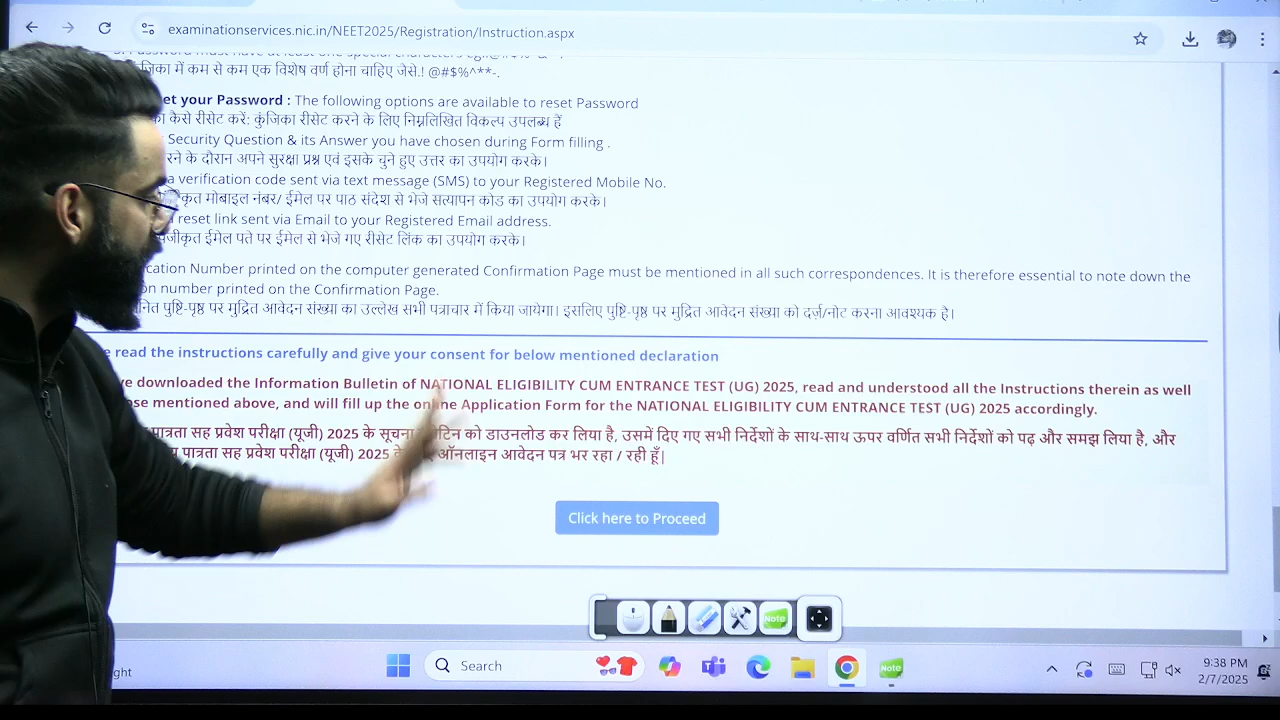 examinationservices.nic.in/NEET2025/Registration/Instruction.aspx
में कम से कम एक विशेष वर्ण होना चाहिए जैसे.! @#$%^**-.
your Password : The following options are available to reset Password
कैसे रीसेट करें: कुंजिका रीसेट करने के लिए निम्नलिखित विकल्प उपलब्ध हैं
Security Question & its Answer you have chosen during Form filling .
के दौरान अपने सुरक्षा प्रश्न एवं इसके चुने हुए उत्तर का उपयोग करके।
a verification code sent via text message (SMS) to your Registered Mobile No.
मोबाइल नंबर/ ईमेल पर पाठ संदेश से भेजे सत्यापन कोड का उपयोग करके।
reset link sent via Email to your Registered Email address.
ईमेल पते पर ईमेल से भेजे गए रीसेट लिंक का उपयोग करके।
Number printed on the computer generated Confirmation Page must be mentioned in all such correspondences. It is therefore essential to note down the
number printed on the Confirmation Page.
पुष्टि-पृष्ठ पर मुद्रित आवेदन संख्या का उल्लेख सभी पत्राचार में किया जायेगा। इसलिए पुष्टि-पृष्ठ पर मुद्रित आवेदन संख्या को दर्ज़/नोट करना आवश्यक है।
read the instructions carefully and give your consent for below mentioned declaration
downloaded the Information Bulletin of NATIONAL ELIGIBILITY CUM ENTRANCE TEST (UG) 2025, read and understood all the Instructions therein as well
mentioned above, and will fill up the online Application Form for the NATIONAL ELIGIBILITY CUM ENTRANCE TEST (UG) 2025 accordingly.
पात्रता सह प्रवेश परीक्षा (यूजी) 2025 के सूचना को डाउनलोड कर लिया है, उसमें दिए गए सभी निर्देशों के साथ-साथ ऊपर वर्णित सभी निर्देशों को पढ़ और समझ लिया है, और
पात्रता सह प्रवेश परीक्षा (यूजी) 2025 ऑनलाइन आवेदन पत्र भर रहा / रही हूँ|
Click here to Proceed
Note
Search
Note
9:38 PM
2/7/2025